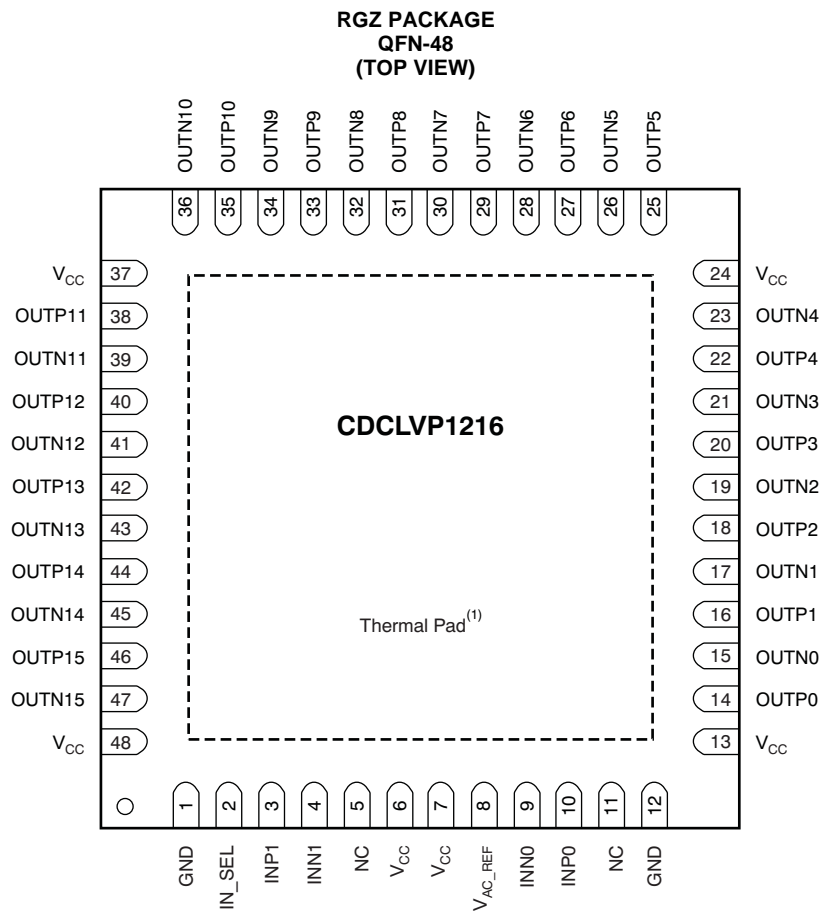 RGZ PACKAGE
QFN-48
(TOP VIEW)
OUTN10
OUTP10
OUTN9
OUTP9
OUTN8
OUTP8
OUTN7
OUTP7
OUTN6
OUTP6
OUTN5
OUTP5
36
35
34
33
32
31
30
29
28
27
26
25
VCC 37
OUTP11 38
OUTN11 39
OUTP12 40
OUTN12 41
OUTP13 42
OUTN13 43
OUTP14 44
OUTN14 45
OUTP15 46
OUTN15 47
VCC 48
CDCLVP1216
Thermal Pad(1)
24 VCC
23 OUTN4
22 OUTP4
21 OUTN3
20 OUTP3
19 OUTN2
18 OUTP2
17 OUTN1
16 OUTP1
15 OUTN0
14 OUTP0
13 VCC
1
2
3
4
5
6
7
8
9
10
11
12
GND
IN_SEL
INP1
INN1
NC
VCC
VCC
VAC_REF
INN0
INP0
NC
GND